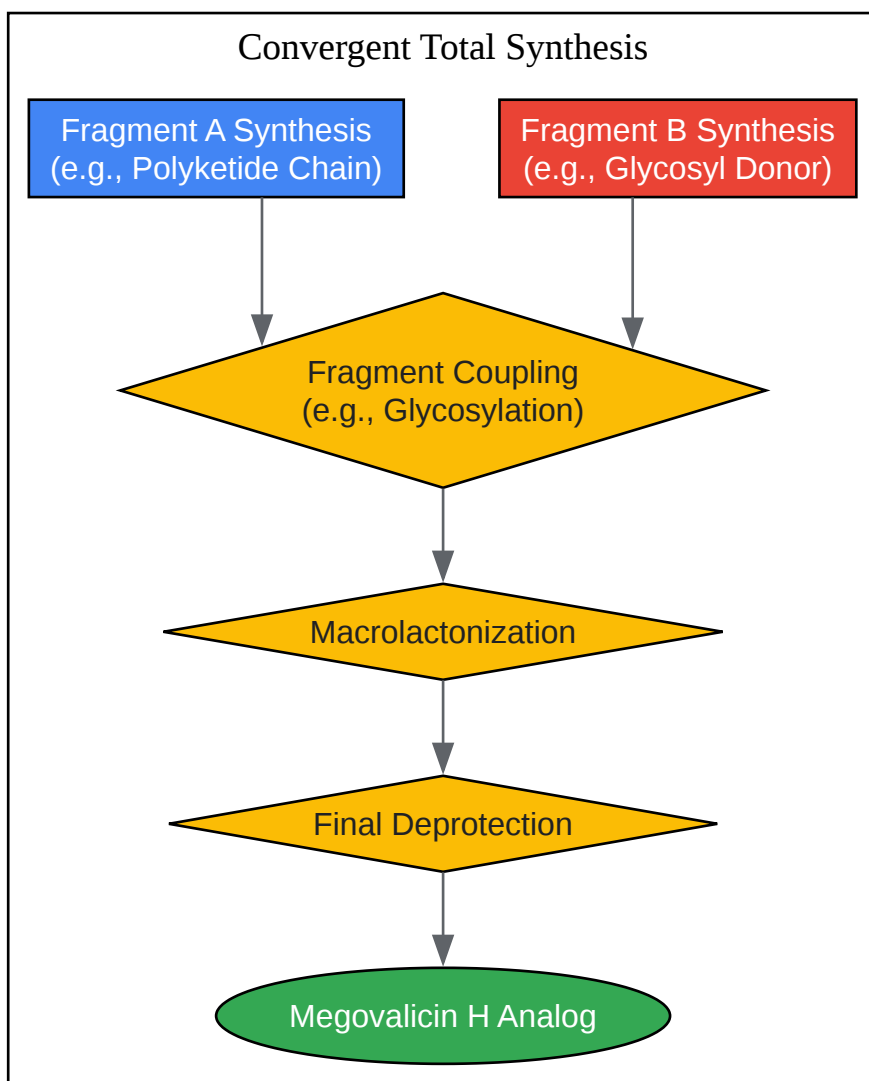 Convergent Total Synthesis
Fragment A Synthesis
(e.g., Polyketide Chain)
Fragment B Synthesis
(e.g., Glycosyl Donor)
Fragment Coupling
(e.g., Glycosylation)
Macrolactonization
Final Deprotection
Megovalicin H Analog